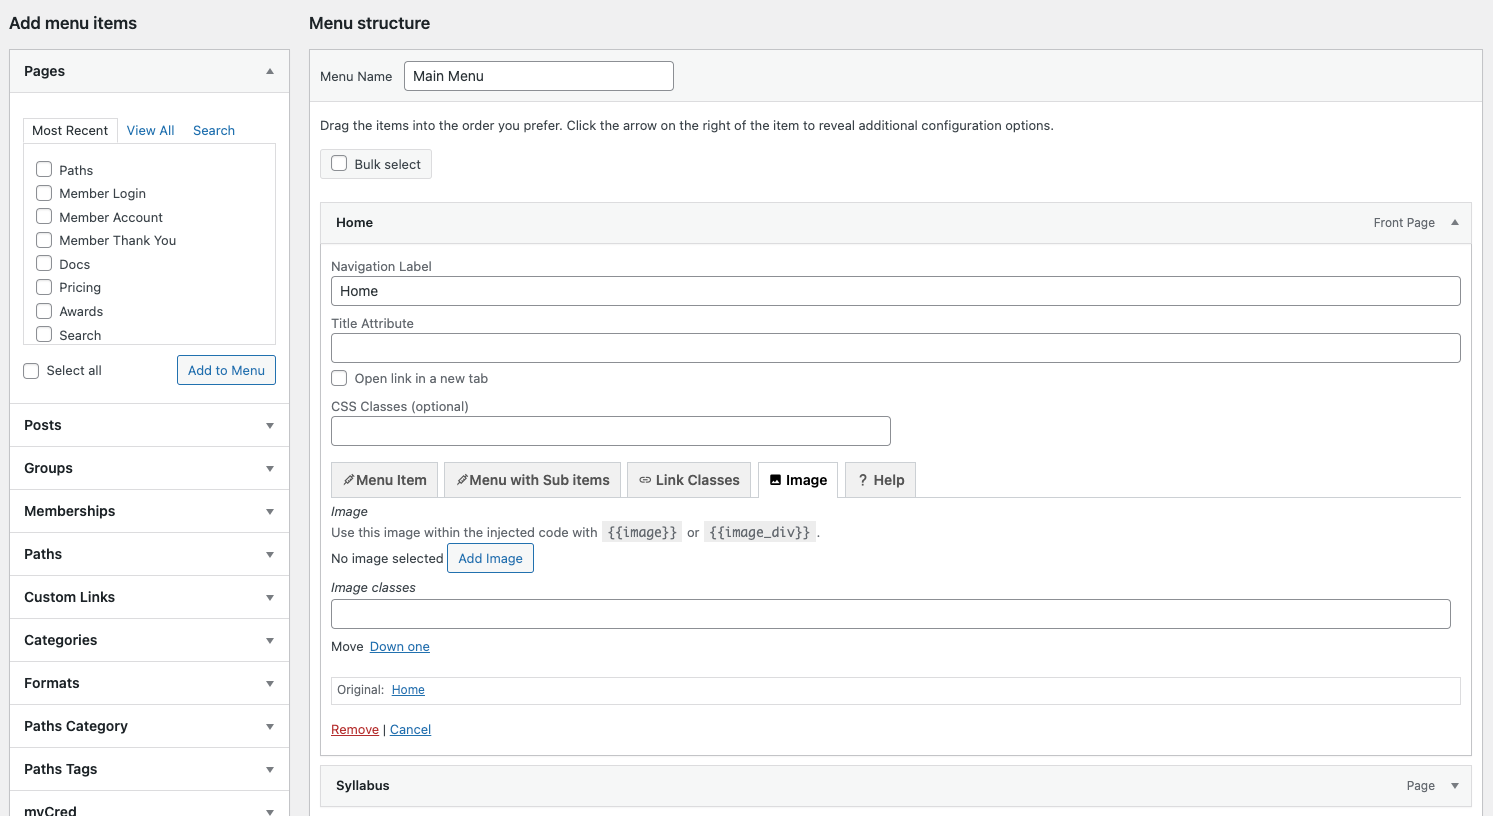 Add menu items
Pages
Most Recent View All Search
Paths
Member Login
Member Account
Member Thank You
Docs
Pricing
Awards
Search
Select all Add to Menu
Posts
Groups
Memberships
Paths
Custom Links
Categories
Formats
Paths Category
Paths Tags
myCred
Menu structure
Menu Name Main Menu
Drag the items into the order you prefer. Click the arrow on the right of the item to reveal additional configuration options.
Bulk select
Home Front Page
Navigation Label
Home
Title Attribute
Open link in a new tab
CSS Classes (optional)
Menu Item Menu with Sub items Link Classes Image ? Help
Image
Use this image within the injected code with {{image}} or {{image_div}} .
No image selected Add Image
Image classes
Move Down one
Original: Home
Remove | Cancel
Syllabus Page